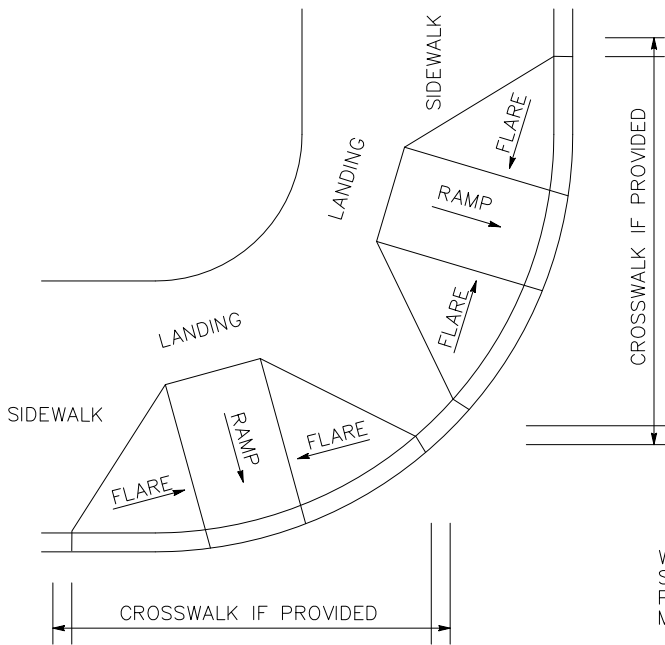 SIDEWALK
FLARE
CROSSWALK IF PROVIDED
LANDING
RAMP
FLARE
LANDING
SIDEWALK
RAMP
FLARE
FLARE
CROSSWALK IF PROVIDED